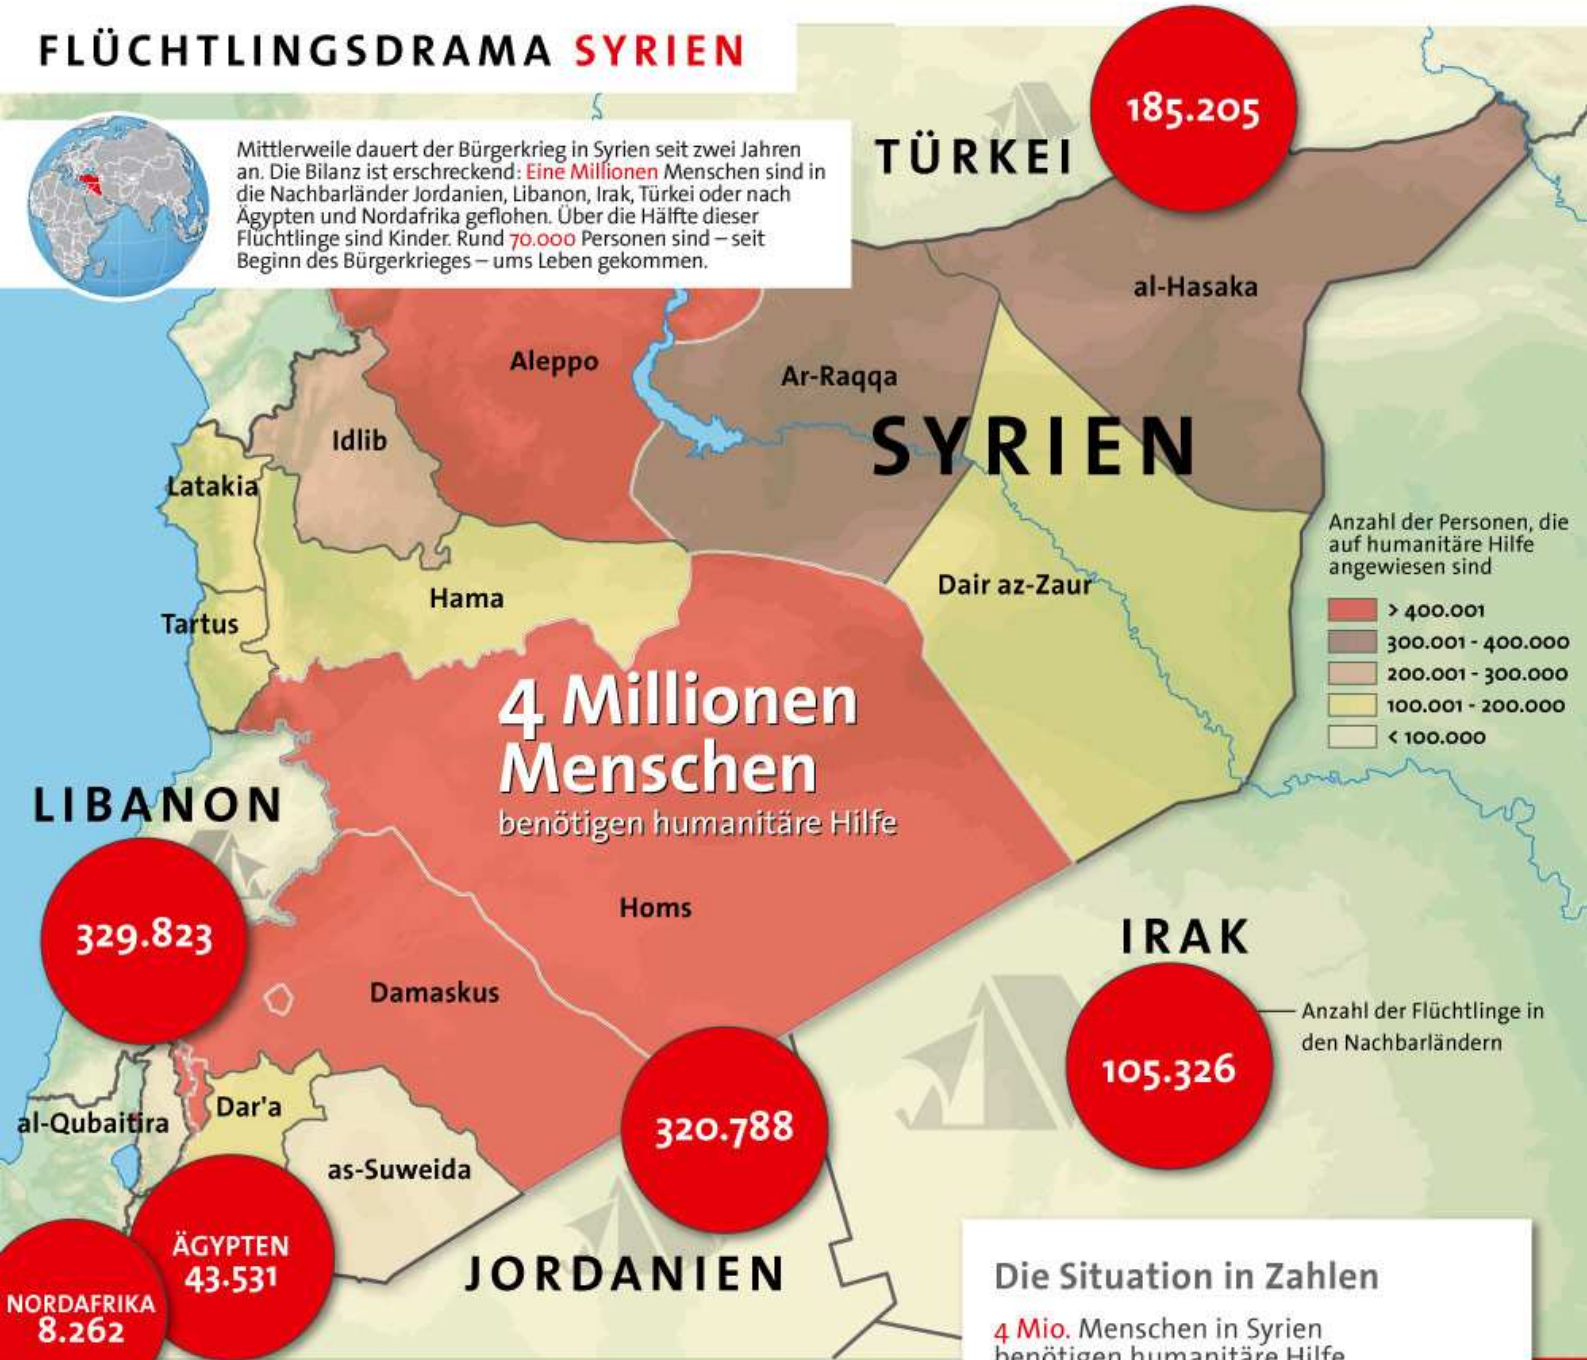 FLÜCHTLINGSDRAMA SYRIEN
Mittlerweile dauert der Bürgerkrieg in Syrien seit zwei Jahren
an. Die Bilanz ist erschreckend: Eine Millionen Menschen sind in
die Nachbarländer Jordanien, Libanon, Irak, Türkei oder nach
Ägypten und Nordafrika geflohen. Über die Hälfte dieser
Flüchtlinge sind Kinder. Rund 70.000 Personen sind – seit
Beginn des Bürgerkrieges – ums Leben gekommen.
TÜRKEI
185.205
al-Hasaka
Aleppo
Ar-Raqqa
SYRIEN
Idlib
Latakia
Hama
Tartus
Dair az-Zaur
Anzahl der Personen, die
auf humanitäre Hilfe
angewiesen sind
> 400.001
300.001 - 400.000
200.001 - 300.000
100.001 - 200.000
< 100.000
4 Millionen
Menschen
benötigen humanitäre Hilfe
LIBANON
329.823
Homs
Damaskus
IRAK
105.326
Anzahl der Flüchtlinge in
den Nachbarländern
al-Qubaitira
Dar'a
as-Suweida
320.788
JORDANIEN
ÄGYPTEN
43.531
NORDAFRIKA
8.262
Die Situation in Zahlen
4 Mio. Menschen in Syrien
benötigen humanitäre Hilfe